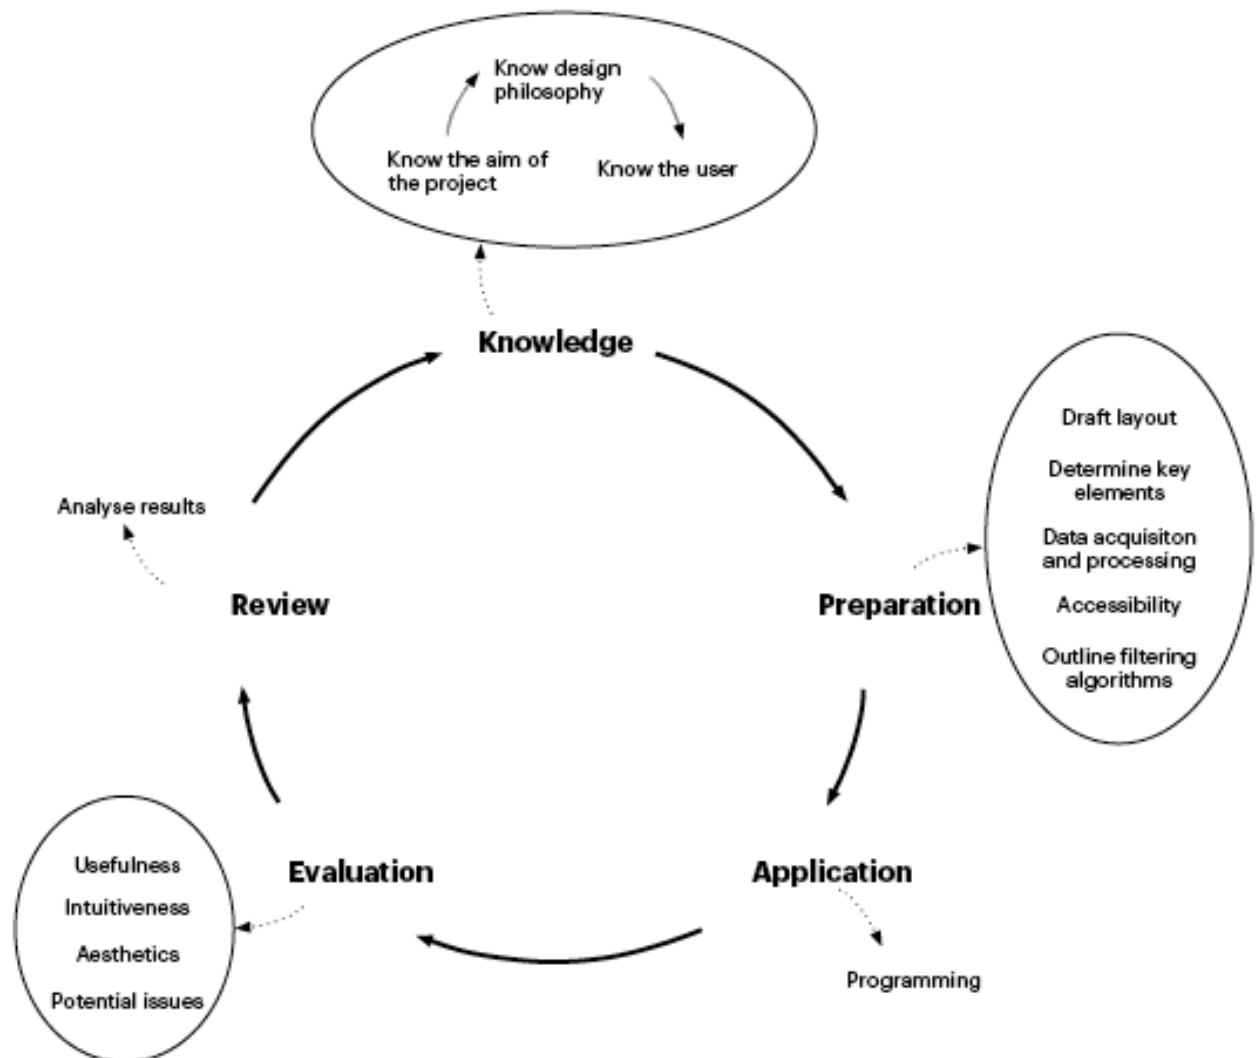 Know design
philosophy
Know the aim of
the project
Know the user
Knowledge
Draft layout
Determine key
elements
Data acquisiton
and processing
Accessibility
Outline filtering
algorithms
Analyse results
Review
Preparation
Usefulness
Intuitiveness
Aesthetics
Potential issues
Evaluation
Application
Programming